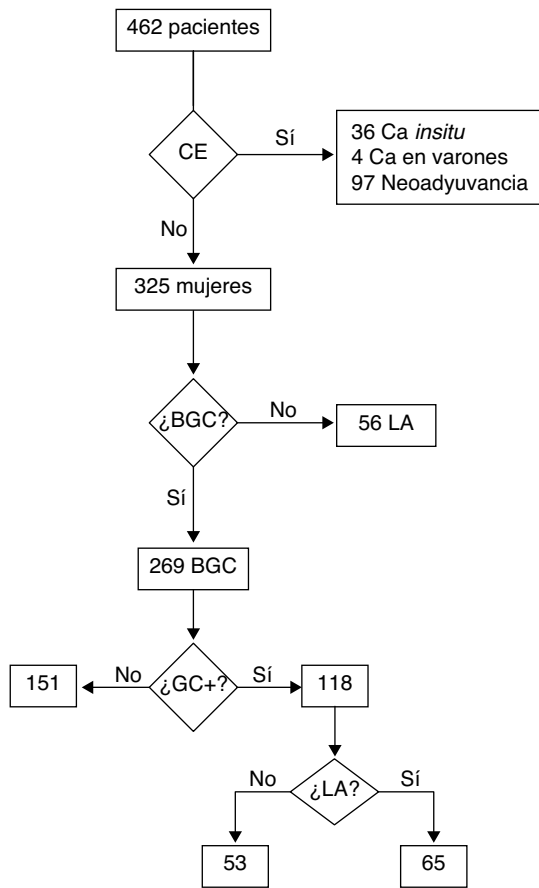 462 pacientes
CE
Sí
36 Ca insitu
4 Ca en varones
97 Neoadyuvancia
No
325 mujeres
¿BGC?
No
56 LA
Sí
269 BGC
151
No
¿GC+?
Sí
118
No
¿LA?
Sí
53
65